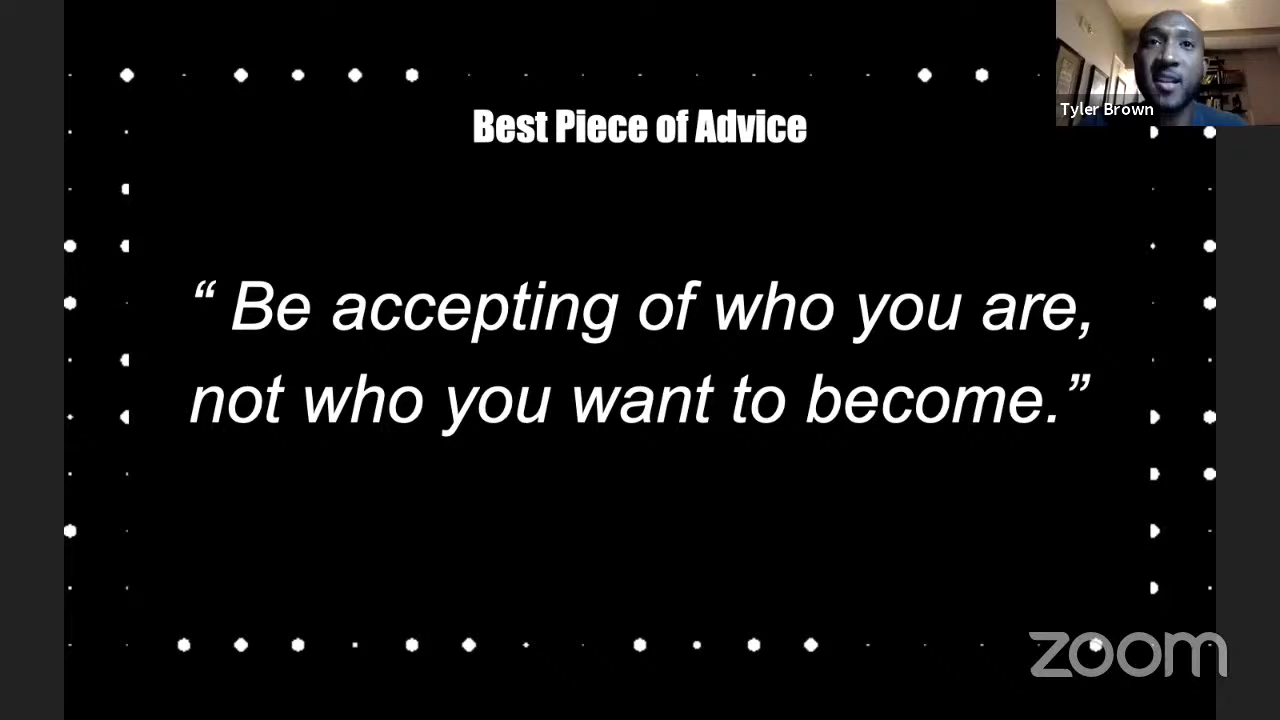 Tyler Brown
Best Piece of Advice
“ Be accepting of who you are,
not who you want to become.”
zoom